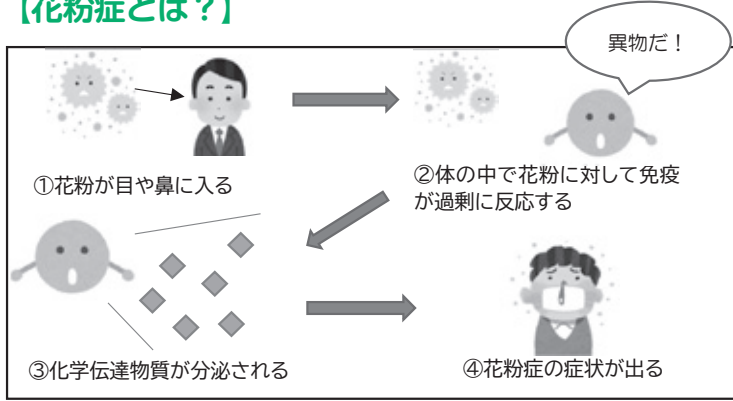 【花粉症とは？】
異物だ！
①花粉が目や鼻に入る
②体の中で花粉に対して免疫
が過剰に反応する
③化学伝達物質が分泌される
④花粉症の症状が出る